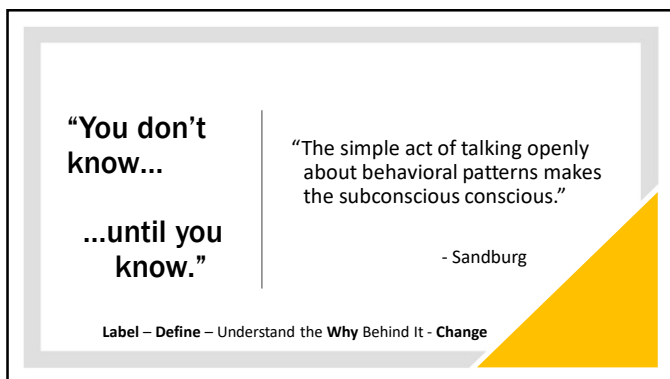 “You don’t
know...
...until you
know.”
“The simple act of talking openly
about behavioral patterns makes
the subconscious conscious.”
- Sandburg
Label – Define – Understand the Why Behind It - Change